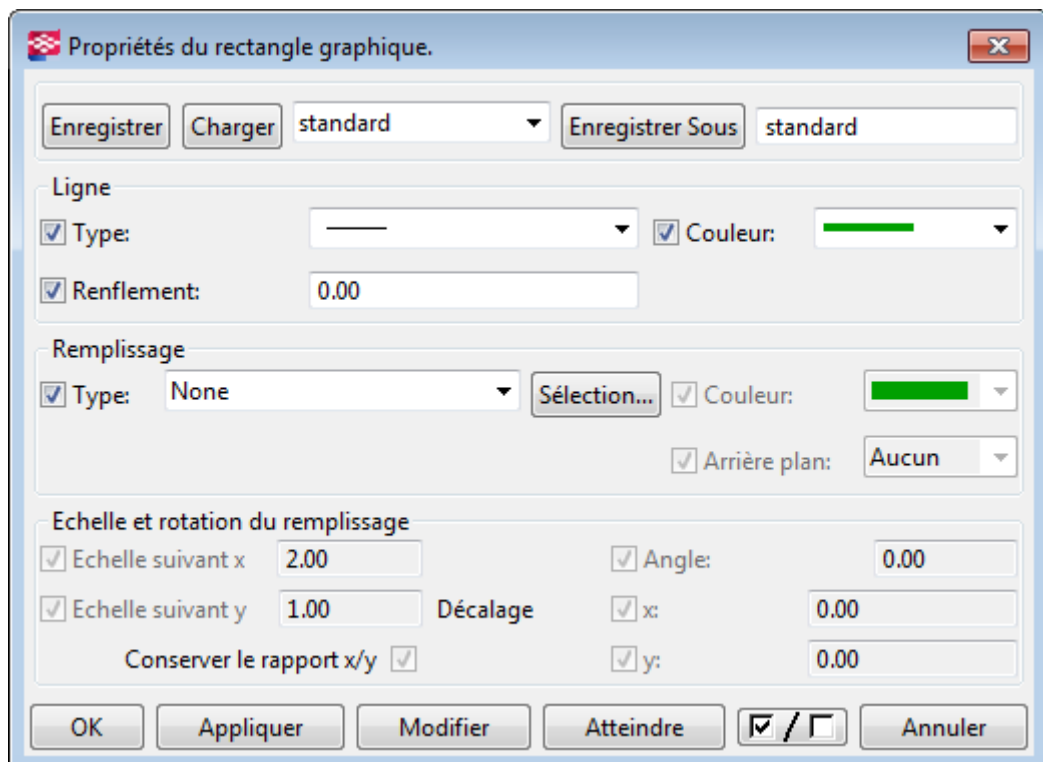 Propriétés du rectangle graphique.
Enregistrer Charger standard Enregistrer Sous standard
Ligne
Type: Couleur:
Renflement: 0.00
Remplissage
Type: None Sélection... Couleur:
Arrière plan: Aucun
Echelle et rotation du remplissage
Echelle suivant x 2.00 Angle: 0.00
Echelle suivant y 1.00 Décalage x: 0.00
Conserver le rapport x/y y: 0.00
OK Appliquer Modifier Atteindre / Annuler